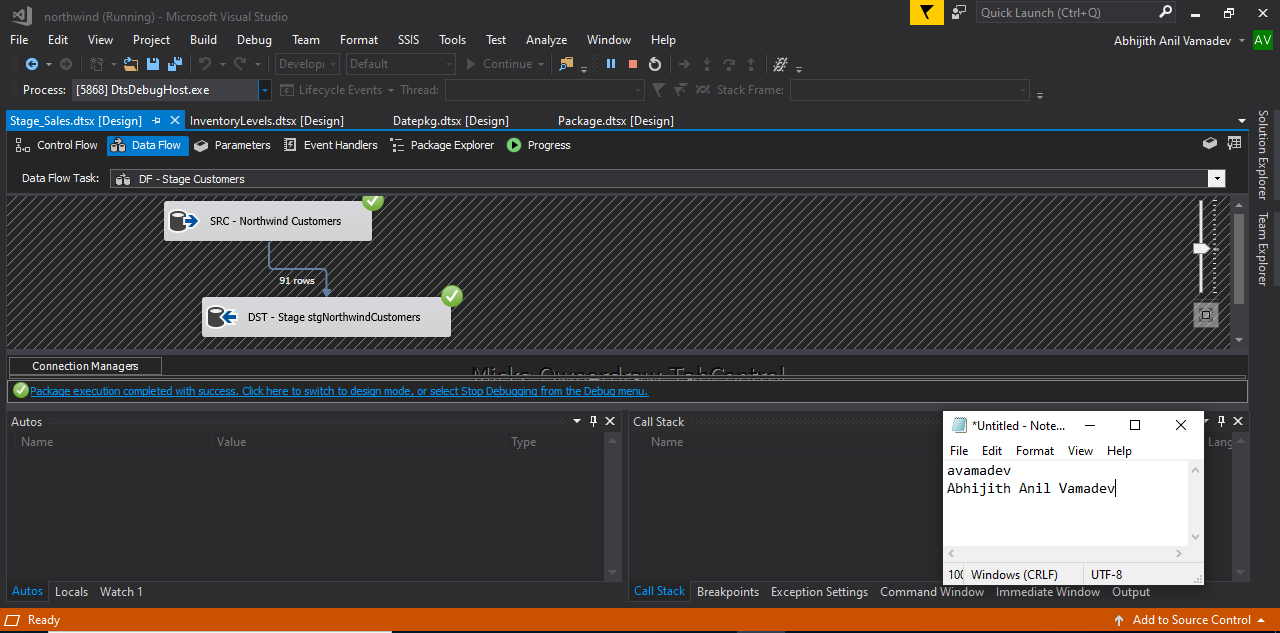 northwind (Running) - Microsoft Visual Studio
Quick Launch (Ctrl+Q)
File Edit View Project Build Debug Team Format SSIS Tools Test Analyze Window Help
Abhijith Anil Vamadev AV
Default Continue
Process: [5868] DtsDebugHost.exe Lifecycle Events Thread: Stack Frame:
Stage_Sales.dtsx [Design] InventoryLevels.dtsx [Design] Datepkg.dtsx [Design] Package.dtsx [Design]
Control Flow Data Flow Parameters Event Handlers Package Explorer Progress
Data Flow Task: DF - Stage Customers
SRC - Northwind Customers
91 rows
DST - Stage stgNorthwindCustomers
Solution Explorer
Team Explorer
Connection Managers
Package execution completed with success. Click here to switch to design mode, or select Stop Debugging from the Debug menu.
Autos
Name Value Type
Call Stack
Name Lang
*Untitled - Note...
File Edit Format View Help
avamadev
Abhijith Anil Vamadev
100 Windows (CRLF) UTF-8
Autos Locals Watch 1
Call Stack Breakpoints Exception Settings Command Window Immediate Window Output
Ready
Add to Source Control